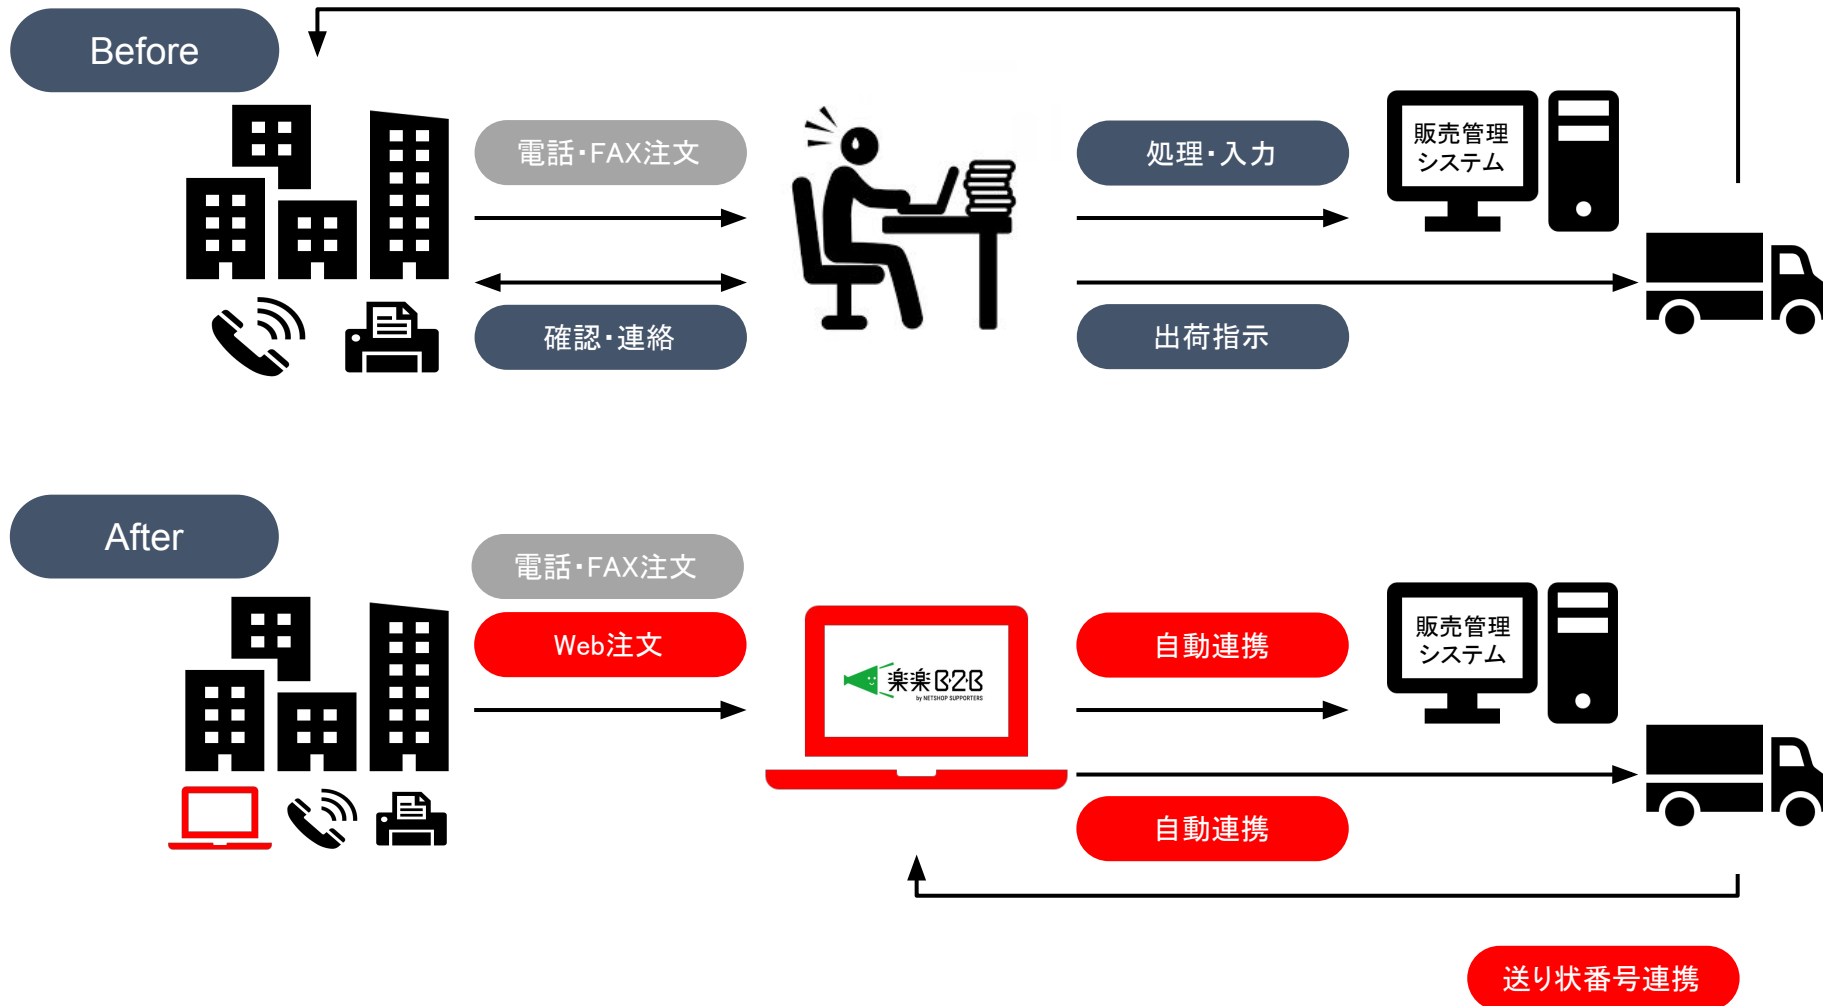 Before
電話・FAX注文
処理・入力
販売管理
システム
確認・連絡
出荷指示
After
電話・FAX注文
Web注文
楽楽B2B
by NETSHOP SUPPORTERS
自動連携
販売管理
システム
自動連携
送り状番号連携